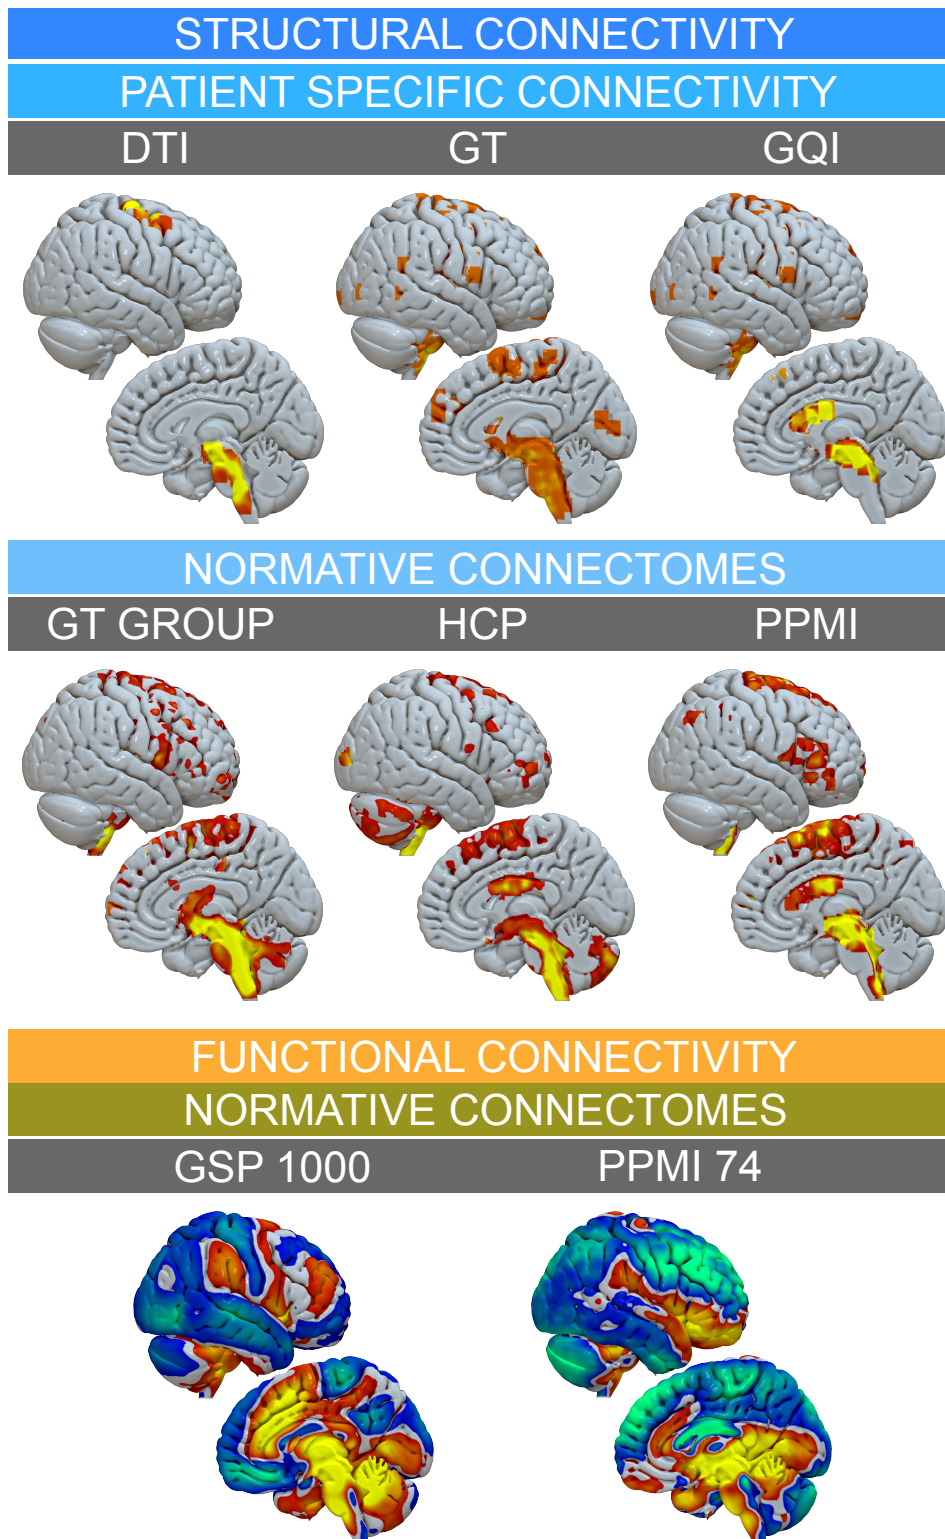 STRUCTURAL CONNECTIVITY
PATIENT SPECIFIC CONNECTIVITY
DTI GT GQI
NORMATIVE CONNECTOMES
GT GROUP HCP PPMI
FUNCTIONAL CONNECTIVITY
NORMATIVE CONNECTOMES
GSP 1000 PPMI 74